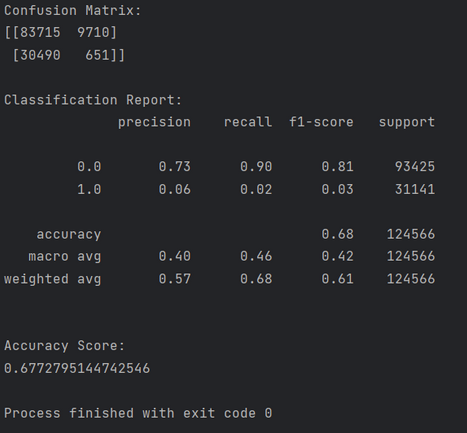 Confusion Matrix:
[[83715  9710]
 [30490   651]]
Classification Report:
              precision    recall  f1-score   support
         0.0       0.73      0.90      0.81     93425
         1.0       0.06      0.02      0.03     31141
    accuracy                           0.68    124566
   macro avg       0.40      0.46      0.42    124566
weighted avg       0.57      0.68      0.61    124566
Accuracy Score:
0.6772795144742546
Process finished with exit code 0